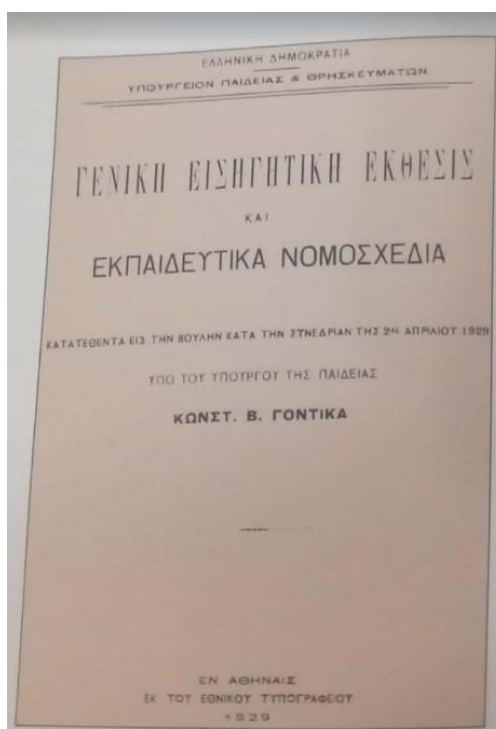 ΕΛΛΗΝΙΚΗ ΔΗΜΟΚΡΑΤΙΑ
ΥΠΟΥΡΓΕΙΟΝ ΠΑΙΔΕΙΑΣ & ΘΡΗΣΚΕΥΜΑΤΩΝ
ΓΕΝΙΚΗ ΕΙΣΗΓΗΤΙΚΗ ΕΚΘΕΣΙΣ
ΚΑΙ
ΕΚΠΑΙΔΕΥΤΙΚΑ ΝΟΜΟΣΧΕΔΙΑ
ΚΑΤΑΤΕΘΕΝΤΑ ΕΙΣ ΤΗΝ ΒΟΥΛΗΝ ΚΑΤΑ ΤΗΝ ΣΥΝΕΔΡΙΑΝ ΤΗΣ 2ας ΑΠΡΙΛΙΟΥ 1929
ΥΠΟ ΤΟΥ ΥΠΟΥΡΓΟΥ ΤΗΣ ΠΑΙΔΕΙΑΣ
ΚΩΝΣΤ. Β. ΓΟΝΤΙΚΑ
ΕΝ ΑΘΗΝΑΙΣ
ΕΚ ΤΟΥ ΕΘΝΙΚΟΥ ΤΥΠΟΓΡΑΦΕΙΟΥ
1929